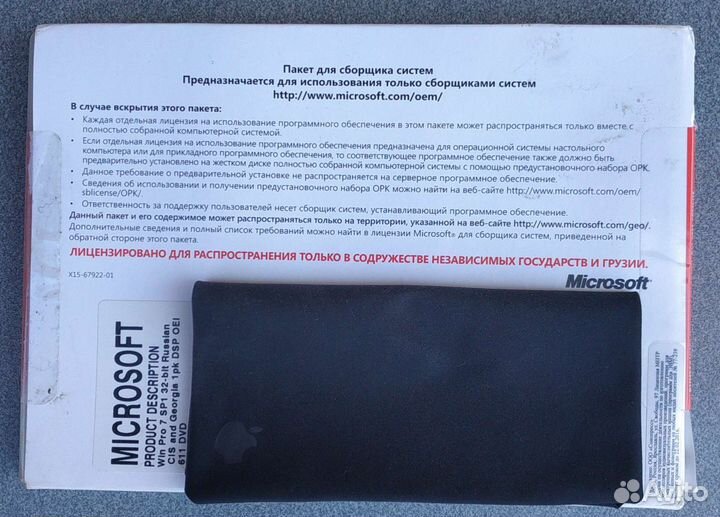 Пакет для сборщика систем
Предназначается для использования только сборщиками систем
http://www.microsoft.com/oem/
В случае вскрытия этого пакета:
• Каждая отдельная лицензия на использование программного обеспечения в этом пакете может распространяться только вместе с
полностью собранной компьютерной системой.
• Если отдельная лицензия на использование программного обеспечения предназначена для операционной системы настольного
компьютера или для прикладного программного обеспечения, то соответствующее программное обеспечение также должно быть
предварительно установлено на жестком диске полностью собранной компьютерной системы с помощью предустановочного набора OPK.
• Данное требование о предварительной установке не распространяется на серверное программное обеспечение.
• Сведения об использовании и получении предустановочного набора OPK можно найти на веб-сайте http://www.microsoft.com/oem/
sblicense/OPK/.
• Ответственность за поддержку пользователей несет сборщик систем, устанавливающий программное обеспечение.
Данный пакет и его содержимое может распространяться только на территории, указанной на веб-сайте http://www.microsoft.com/geo/.
Дополнительные сведения и полный список требований можно найти в лицензии Microsoft® для сборщика систем, приведенной на
обратной стороне этого пакета.
ЛИЦЕНЗИРОВАНО ДЛЯ РАСПРОСТРАНЕНИЯ ТОЛЬКО В СОДРУЖЕСТВЕ НЕЗАВИСИМЫХ ГОСУДАРСТВ И ГРУЗИИ.
X15-67922-01
Microsoft®
MICROSOFT
PRODUCT DESCRIPTION
Win Pro 7 SP1 32-bit Russian
CIS and Georgia 1pk DSP OEI
611 DVD
Avito